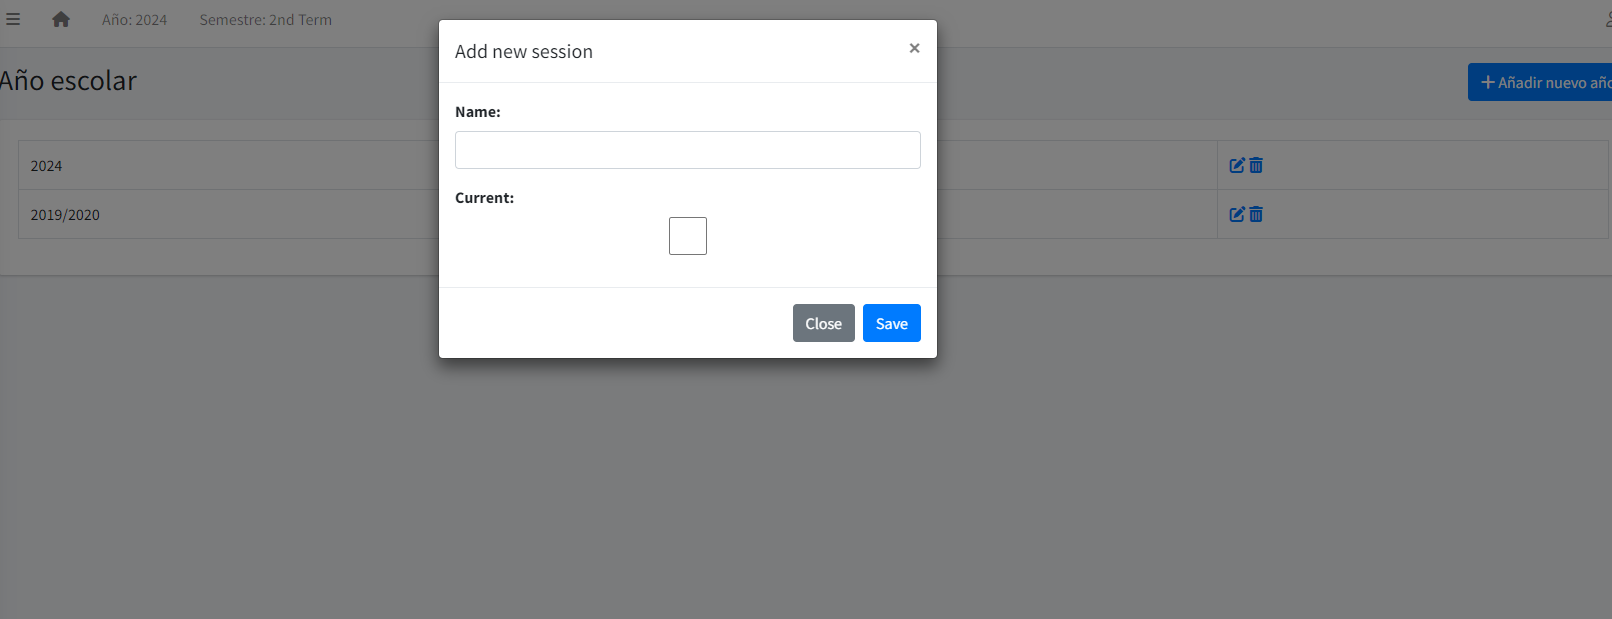 Año: 2024 Semestre: 2nd Term
Add new session ×
Año escolar
Añadir nuevo año
Name:
2024
Current:
2019/2020
Close Save